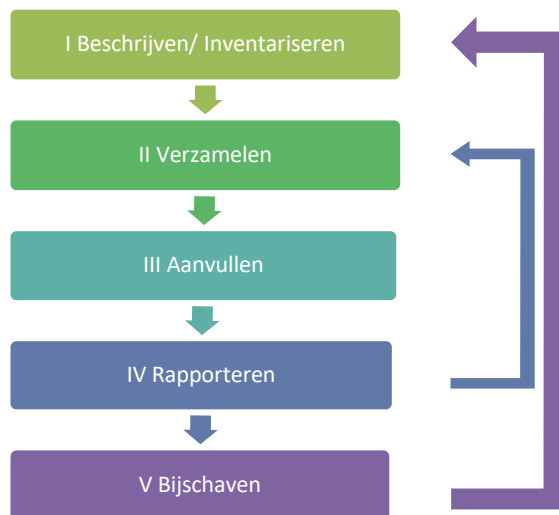 I Beschrijven/ Inventariseren
II Verzamelen
III Aanvullen
IV Rapporteren
V Bijschaven